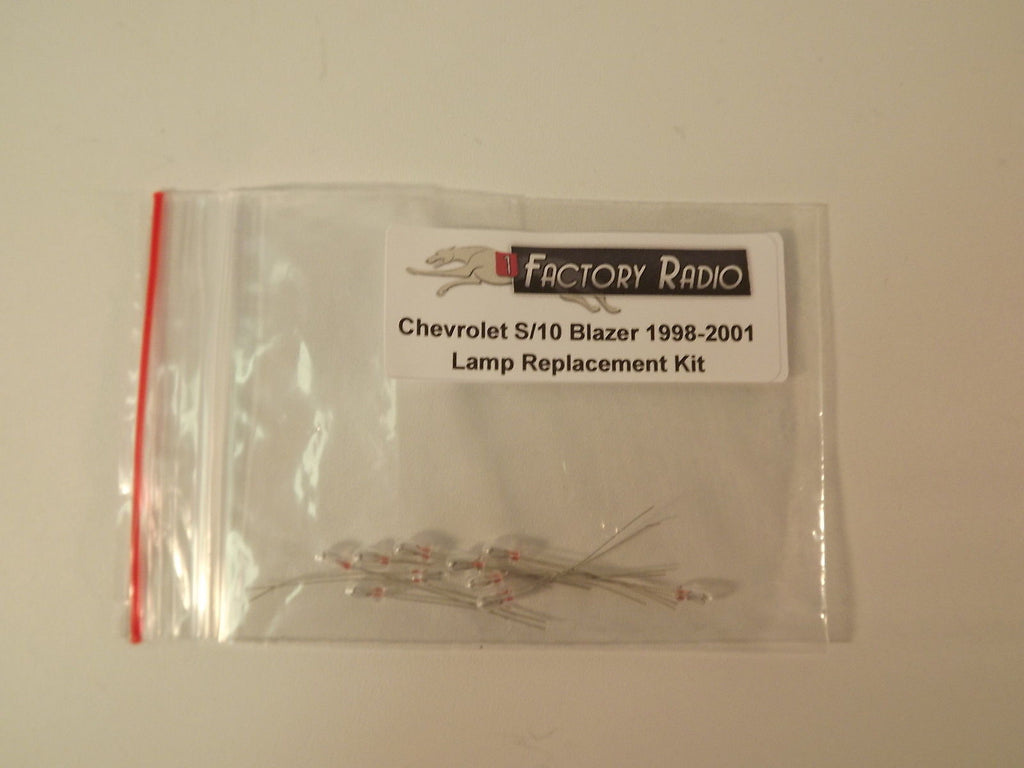 1 FACTORY RADIO
Chevrolet S/10 Blazer 1998-2001
Lamp Replacement Kit